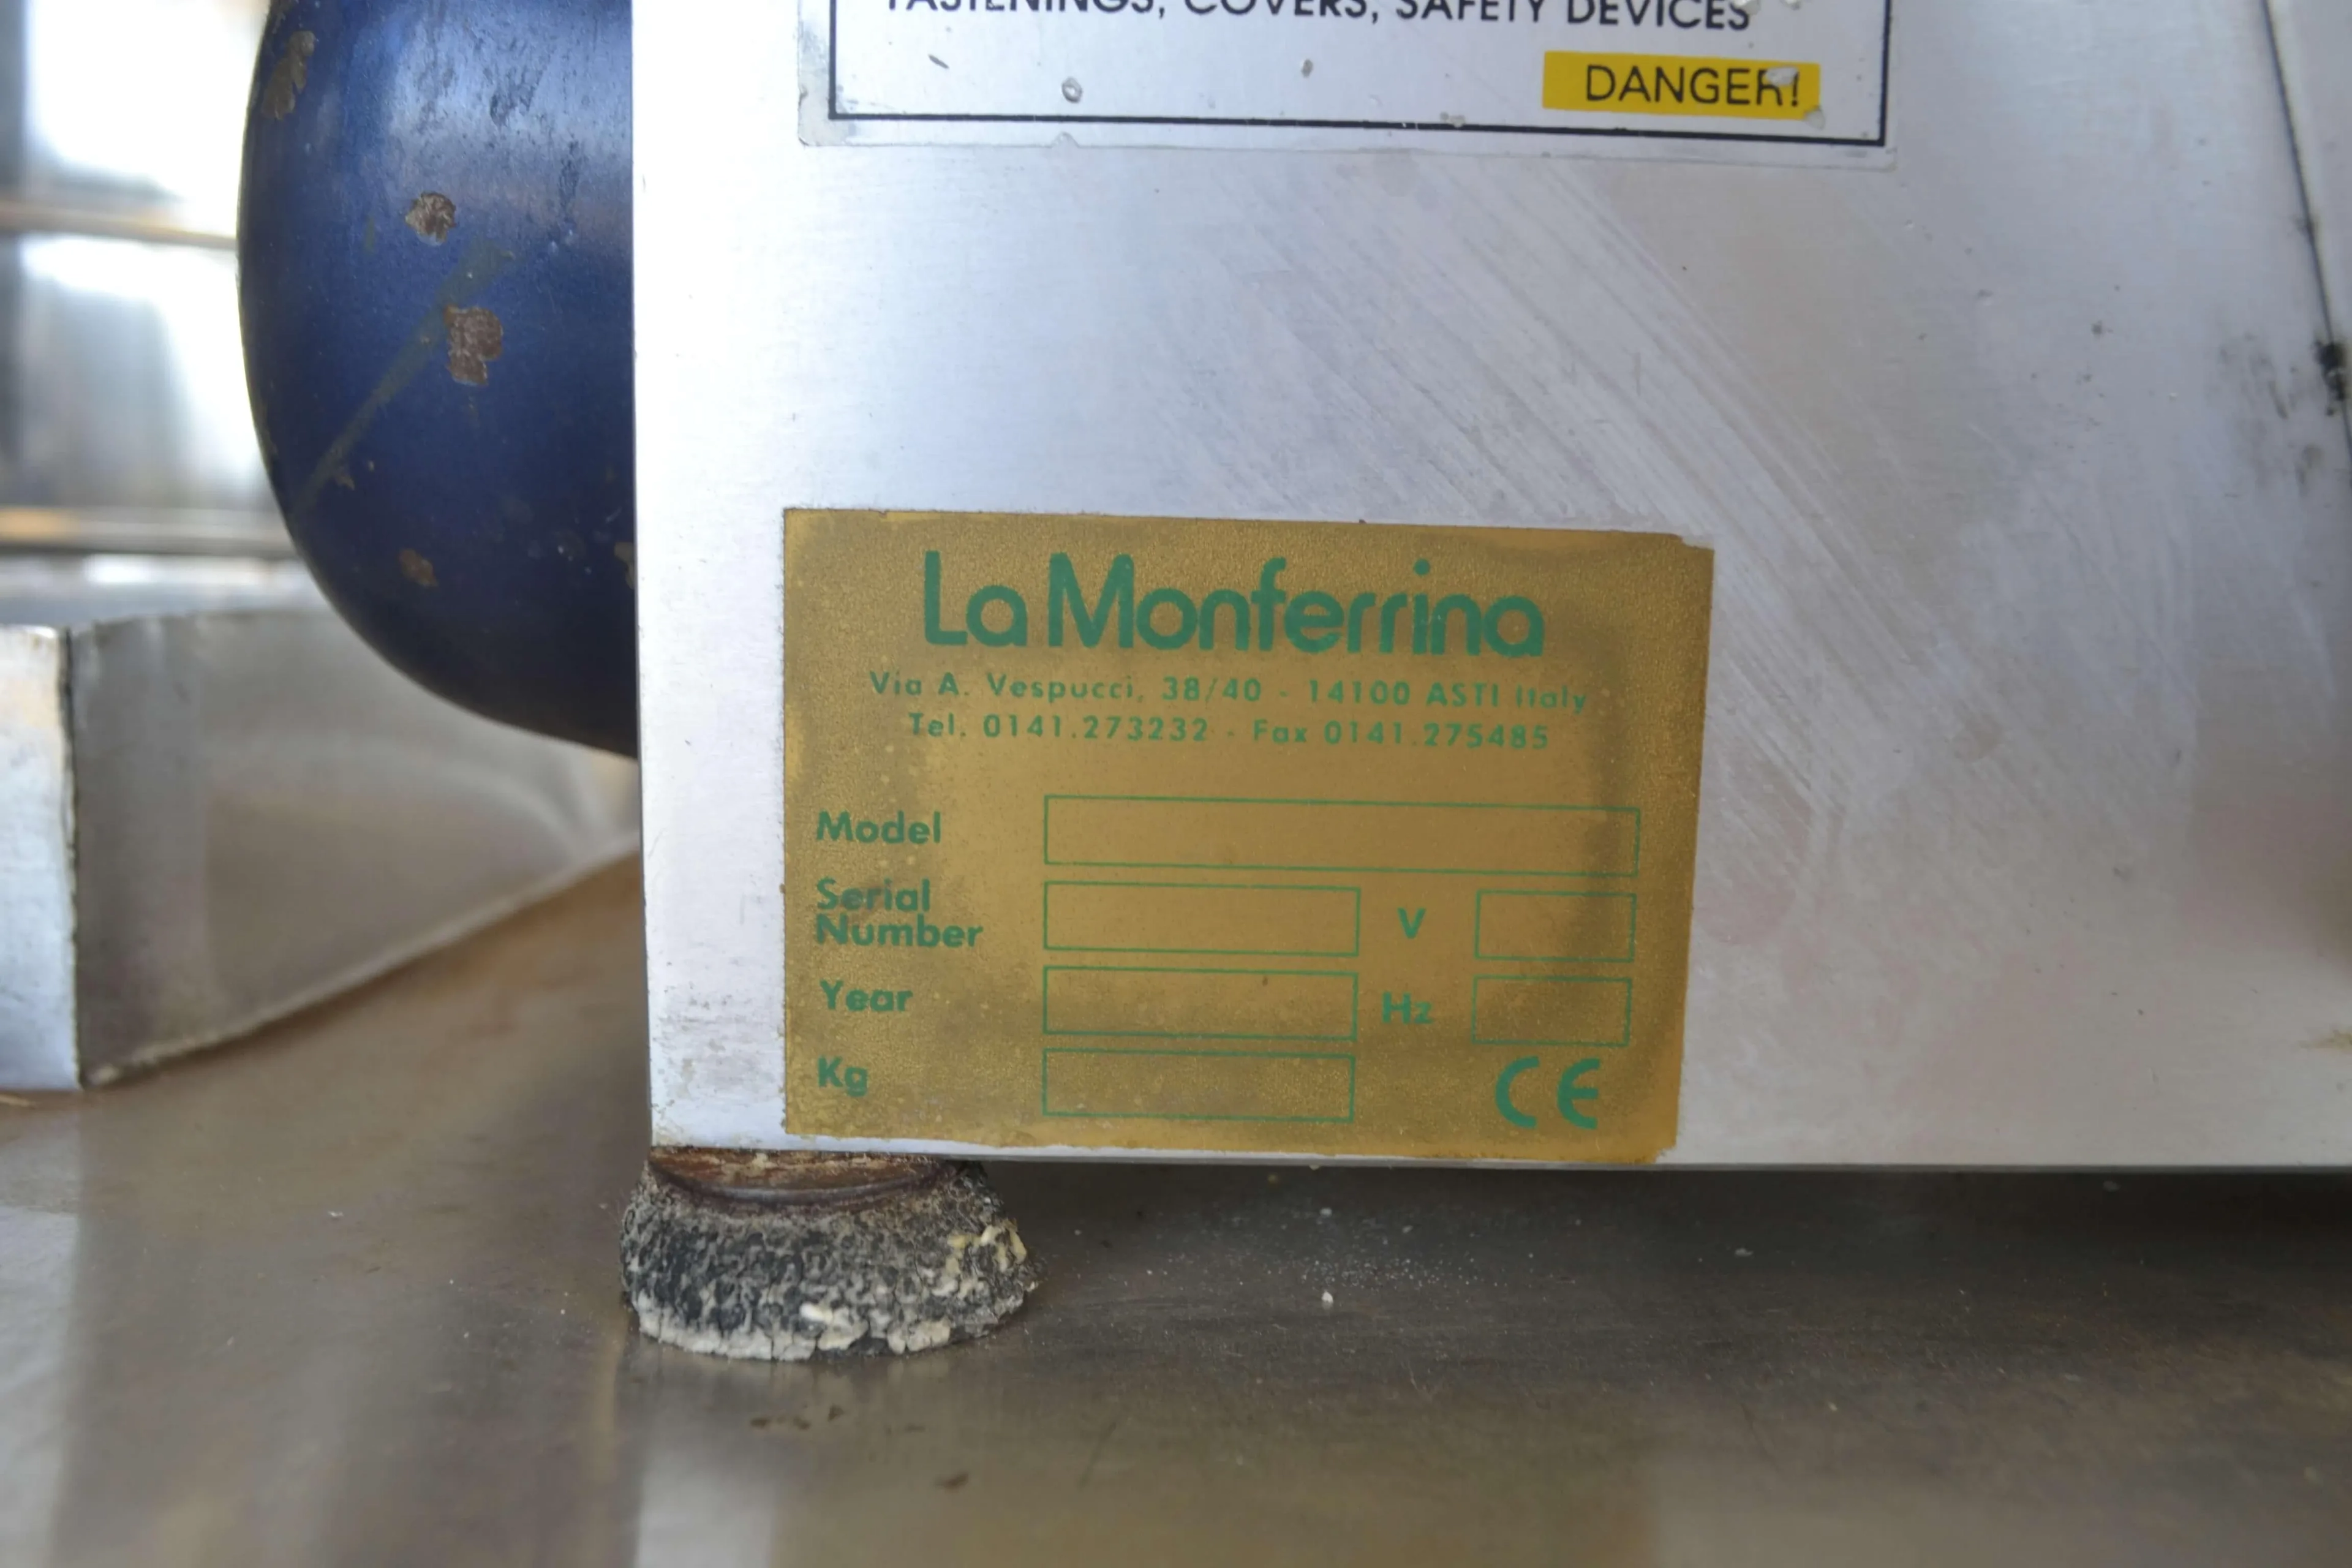 FASTENINGS, COVERS, SAFETY DEVICES
DANGER!
La Monferrina
Via A. Vespucci, 38/40 - 14100 ASTI Italy
Tel. 0141.273232 - Fax 0141.275485
Model
Serial
Number
V
Year
Hz
Kg
CE